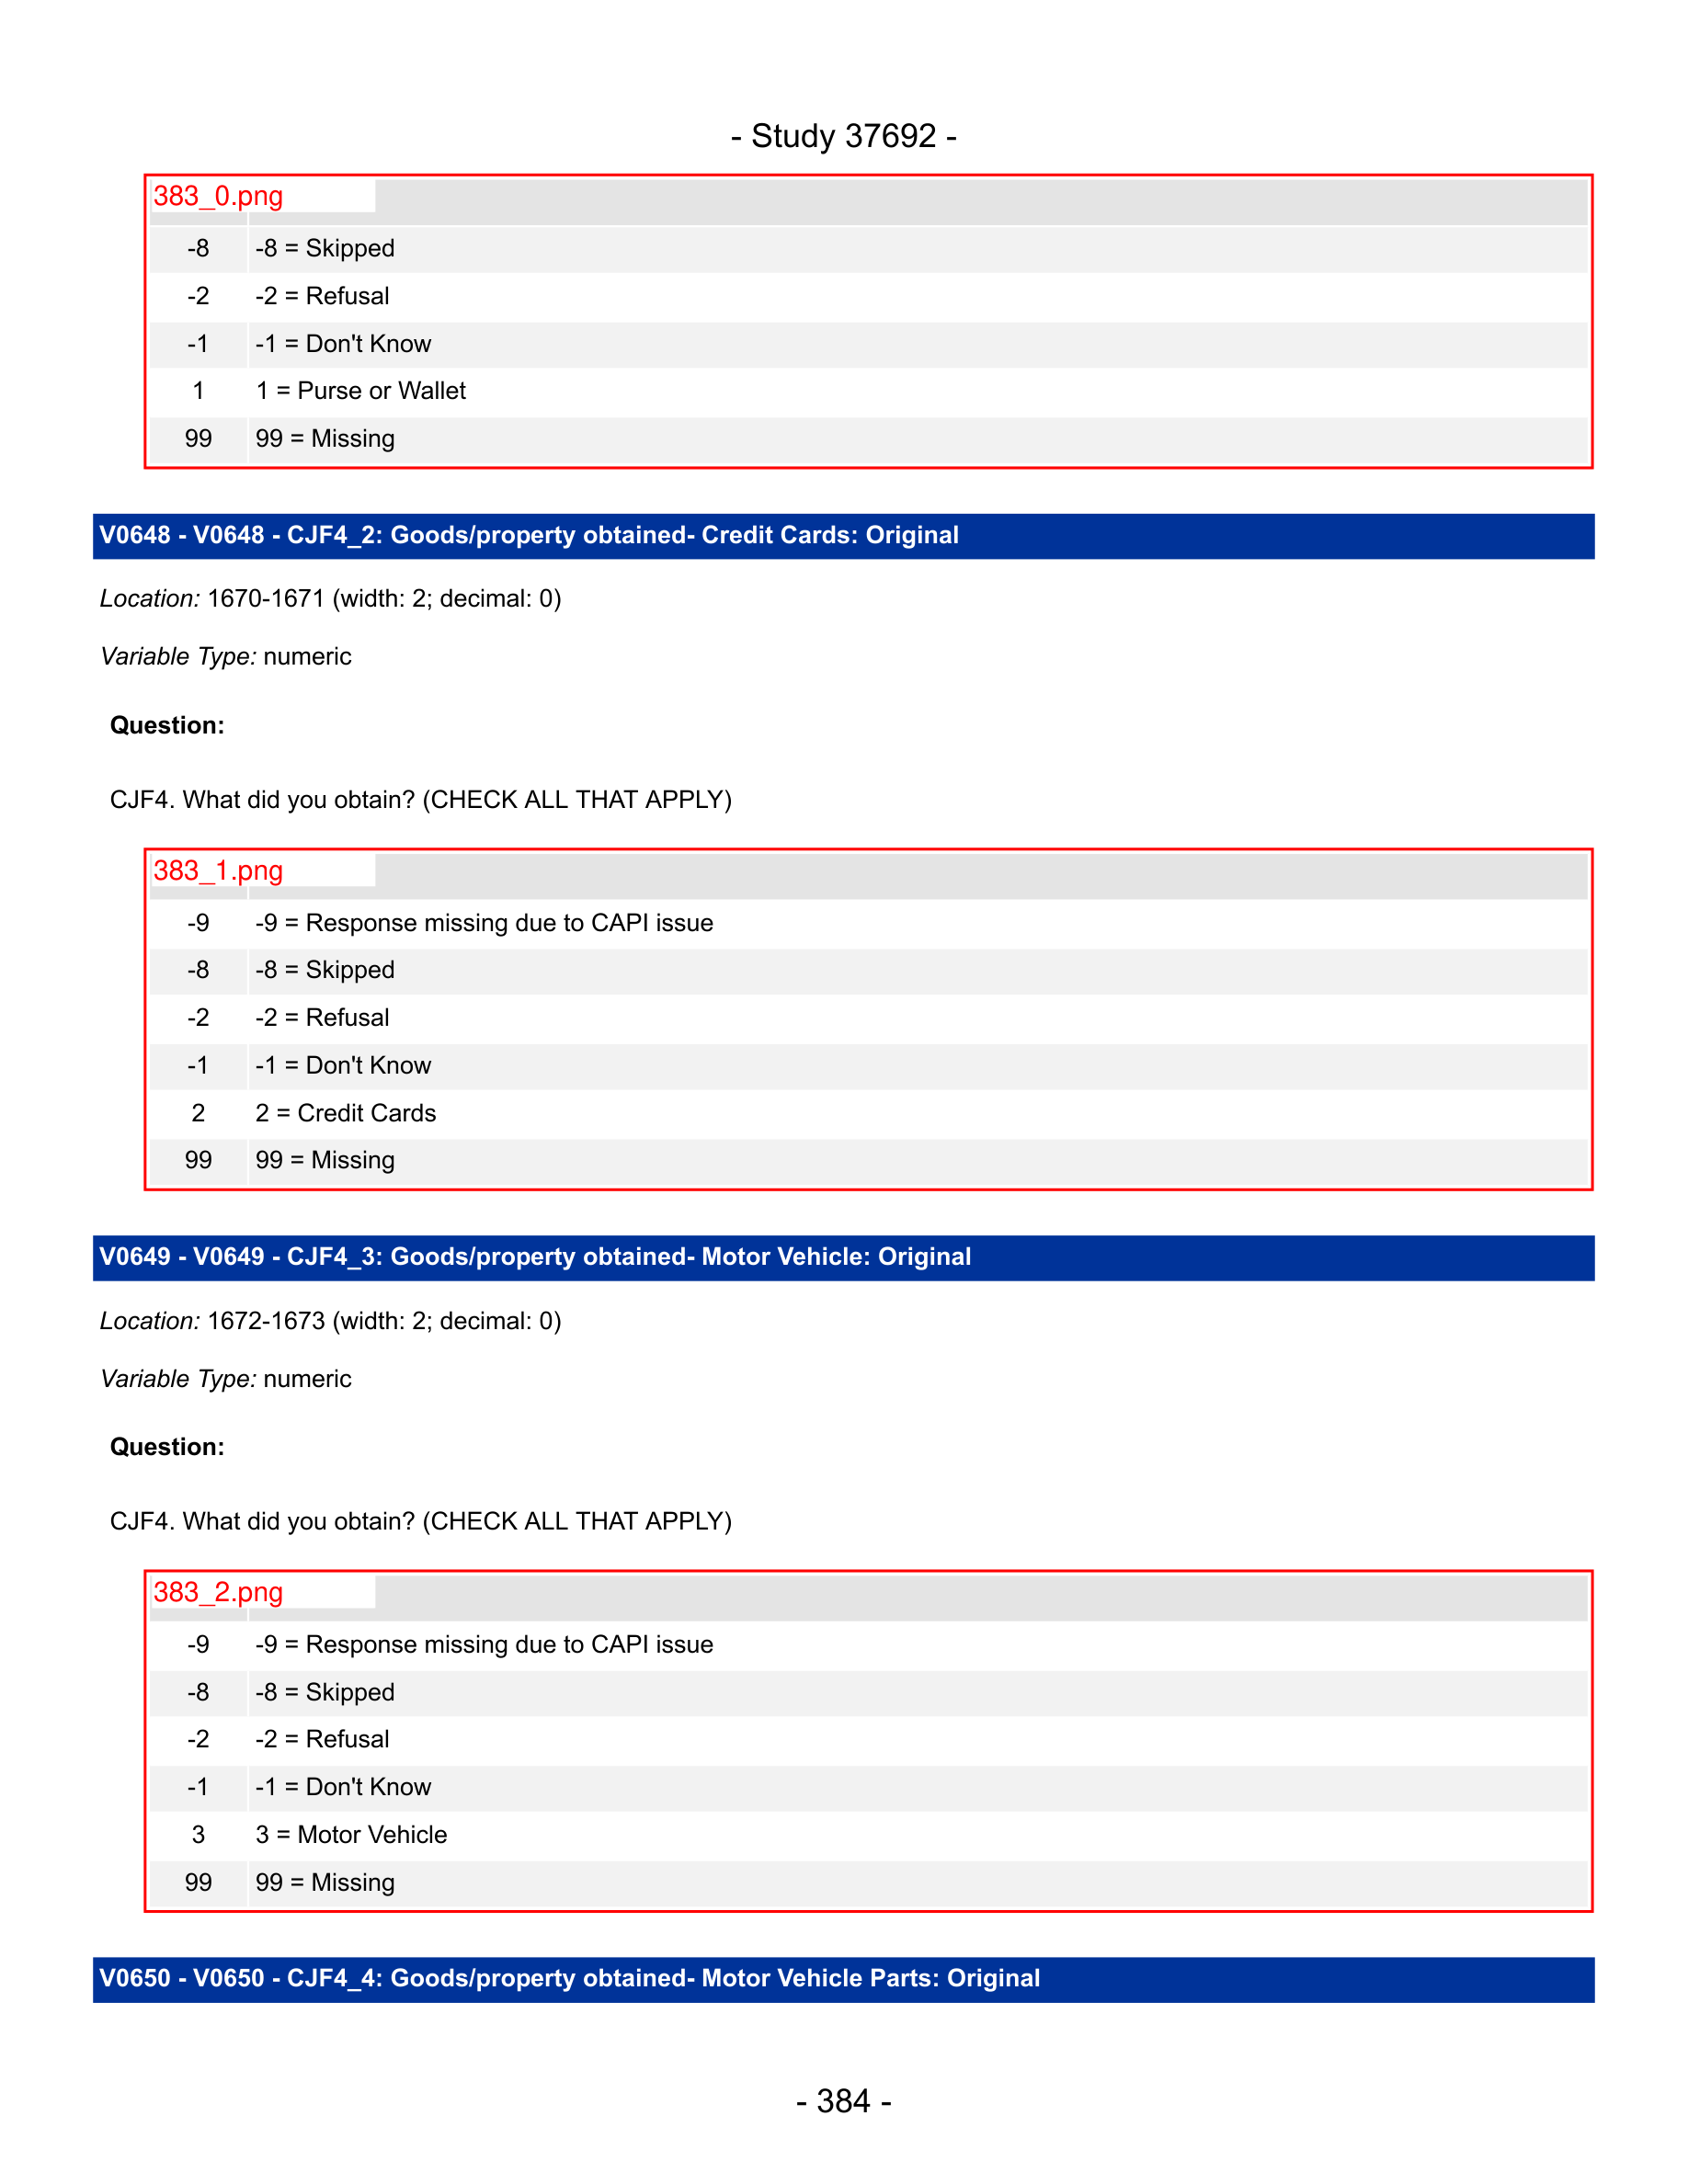 - Study 37692 -
383_0.png
-8 -8 = Skipped
-2 -2 = Refusal
-1 -1 = Don't Know
1 1 = Purse or Wallet
99 99 = Missing
V0648 - V0648 - CJF4_2: Goods/property obtained- Credit Cards: Original
Location: 1670-1671 (width: 2; decimal: 0)
Variable Type: numeric
Question:
CJF4. What did you obtain? (CHECK ALL THAT APPLY)
383_1.png
-9 -9 = Response missing due to CAPI issue
-8 -8 = Skipped
-2 -2 = Refusal
-1 -1 = Don't Know
2 2 = Credit Cards
99 99 = Missing
V0649 - V0649 - CJF4_3: Goods/property obtained- Motor Vehicle: Original
Location: 1672-1673 (width: 2; decimal: 0)
Variable Type: numeric
Question:
CJF4. What did you obtain? (CHECK ALL THAT APPLY)
383_2.png
-9 -9 = Response missing due to CAPI issue
-8 -8 = Skipped
-2 -2 = Refusal
-1 -1 = Don't Know
3 3 = Motor Vehicle
99 99 = Missing
V0650 - V0650 - CJF4_4: Goods/property obtained- Motor Vehicle Parts: Original
- 384 -